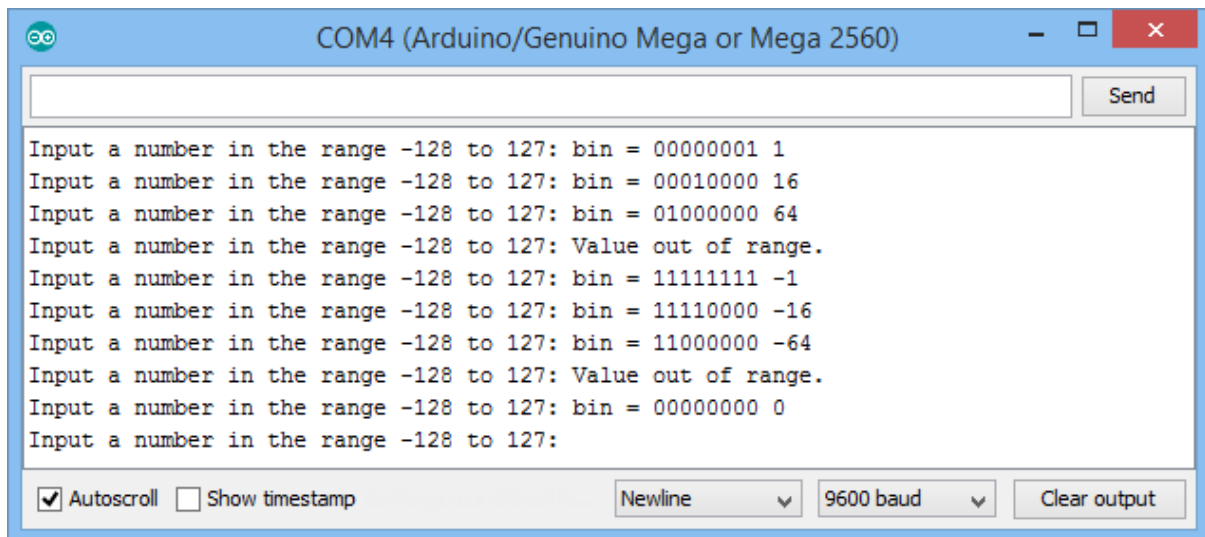 COM4 (Arduino/Genuino Mega or Mega 2560)
Send
Input a number in the range -128 to 127: bin = 00000001 1
Input a number in the range -128 to 127: bin = 00010000 16
Input a number in the range -128 to 127: bin = 01000000 64
Input a number in the range -128 to 127: Value out of range.
Input a number in the range -128 to 127: bin = 11111111 -1
Input a number in the range -128 to 127: bin = 11110000 -16
Input a number in the range -128 to 127: bin = 11000000 -64
Input a number in the range -128 to 127: Value out of range.
Input a number in the range -128 to 127: bin = 00000000 0
Input a number in the range -128 to 127:
Autoscroll Show timestamp Newline 9600 baud Clear output